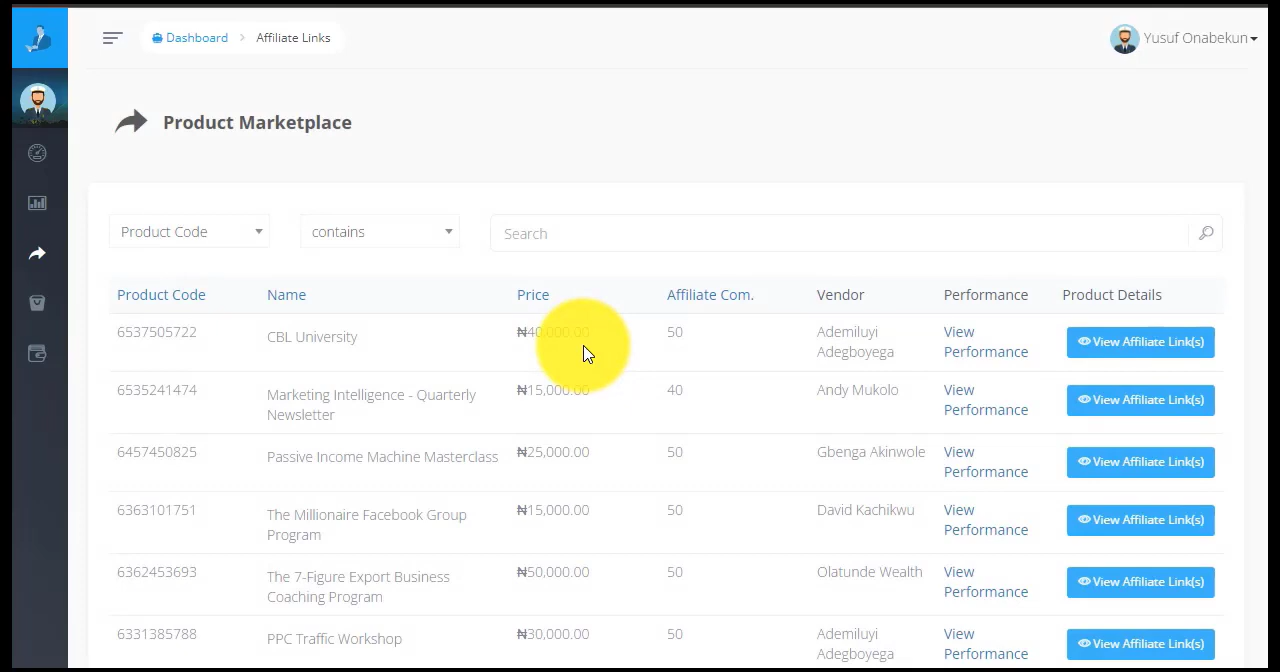 Dashboard > Affiliate Links
Yusuf Onabekun
Product Marketplace
Product Code
contains
Search
Product Code Name Price Affiliate Com. Vendor Performance Product Details
6537505722 CBL University ₦40,000.00 50 Ademiluyi Adegboyega View Performance View Affiliate Link(s)
6535241474 Marketing Intelligence - Quarterly Newsletter ₦15,000.00 40 Andy Mukolo View Performance View Affiliate Link(s)
6457450825 Passive Income Machine Masterclass ₦25,000.00 50 Gbenga Akinwole View Performance View Affiliate Link(s)
6363101751 The Millionaire Facebook Group Program ₦15,000.00 50 David Kachikwu View Performance View Affiliate Link(s)
6362453693 The 7-Figure Export Business Coaching Program ₦50,000.00 50 Olatunde Wealth View Performance View Affiliate Link(s)
6331385788 PPC Traffic Workshop ₦30,000.00 50 Ademiluyi Adegboyega View Performance View Affiliate Link(s)